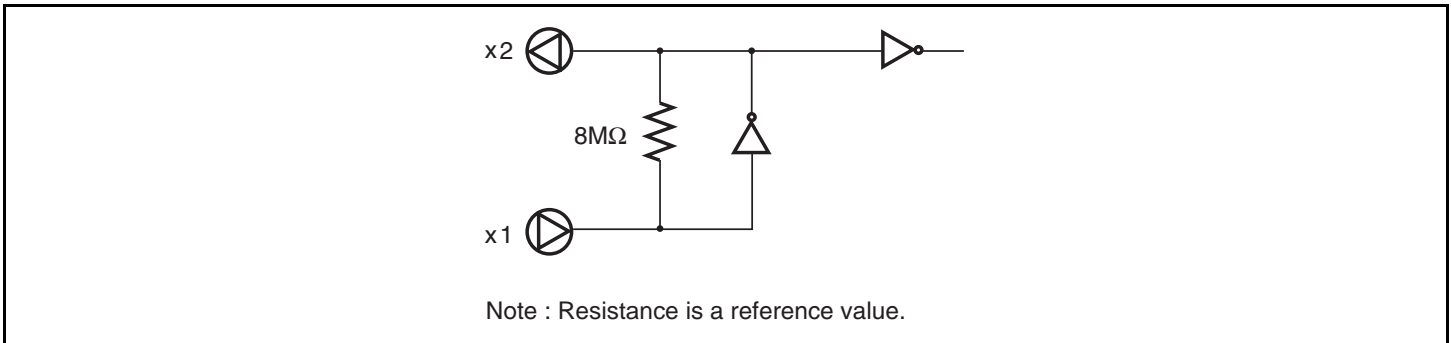 x2
8MΩ
x1
Note : Resistance is a reference value.